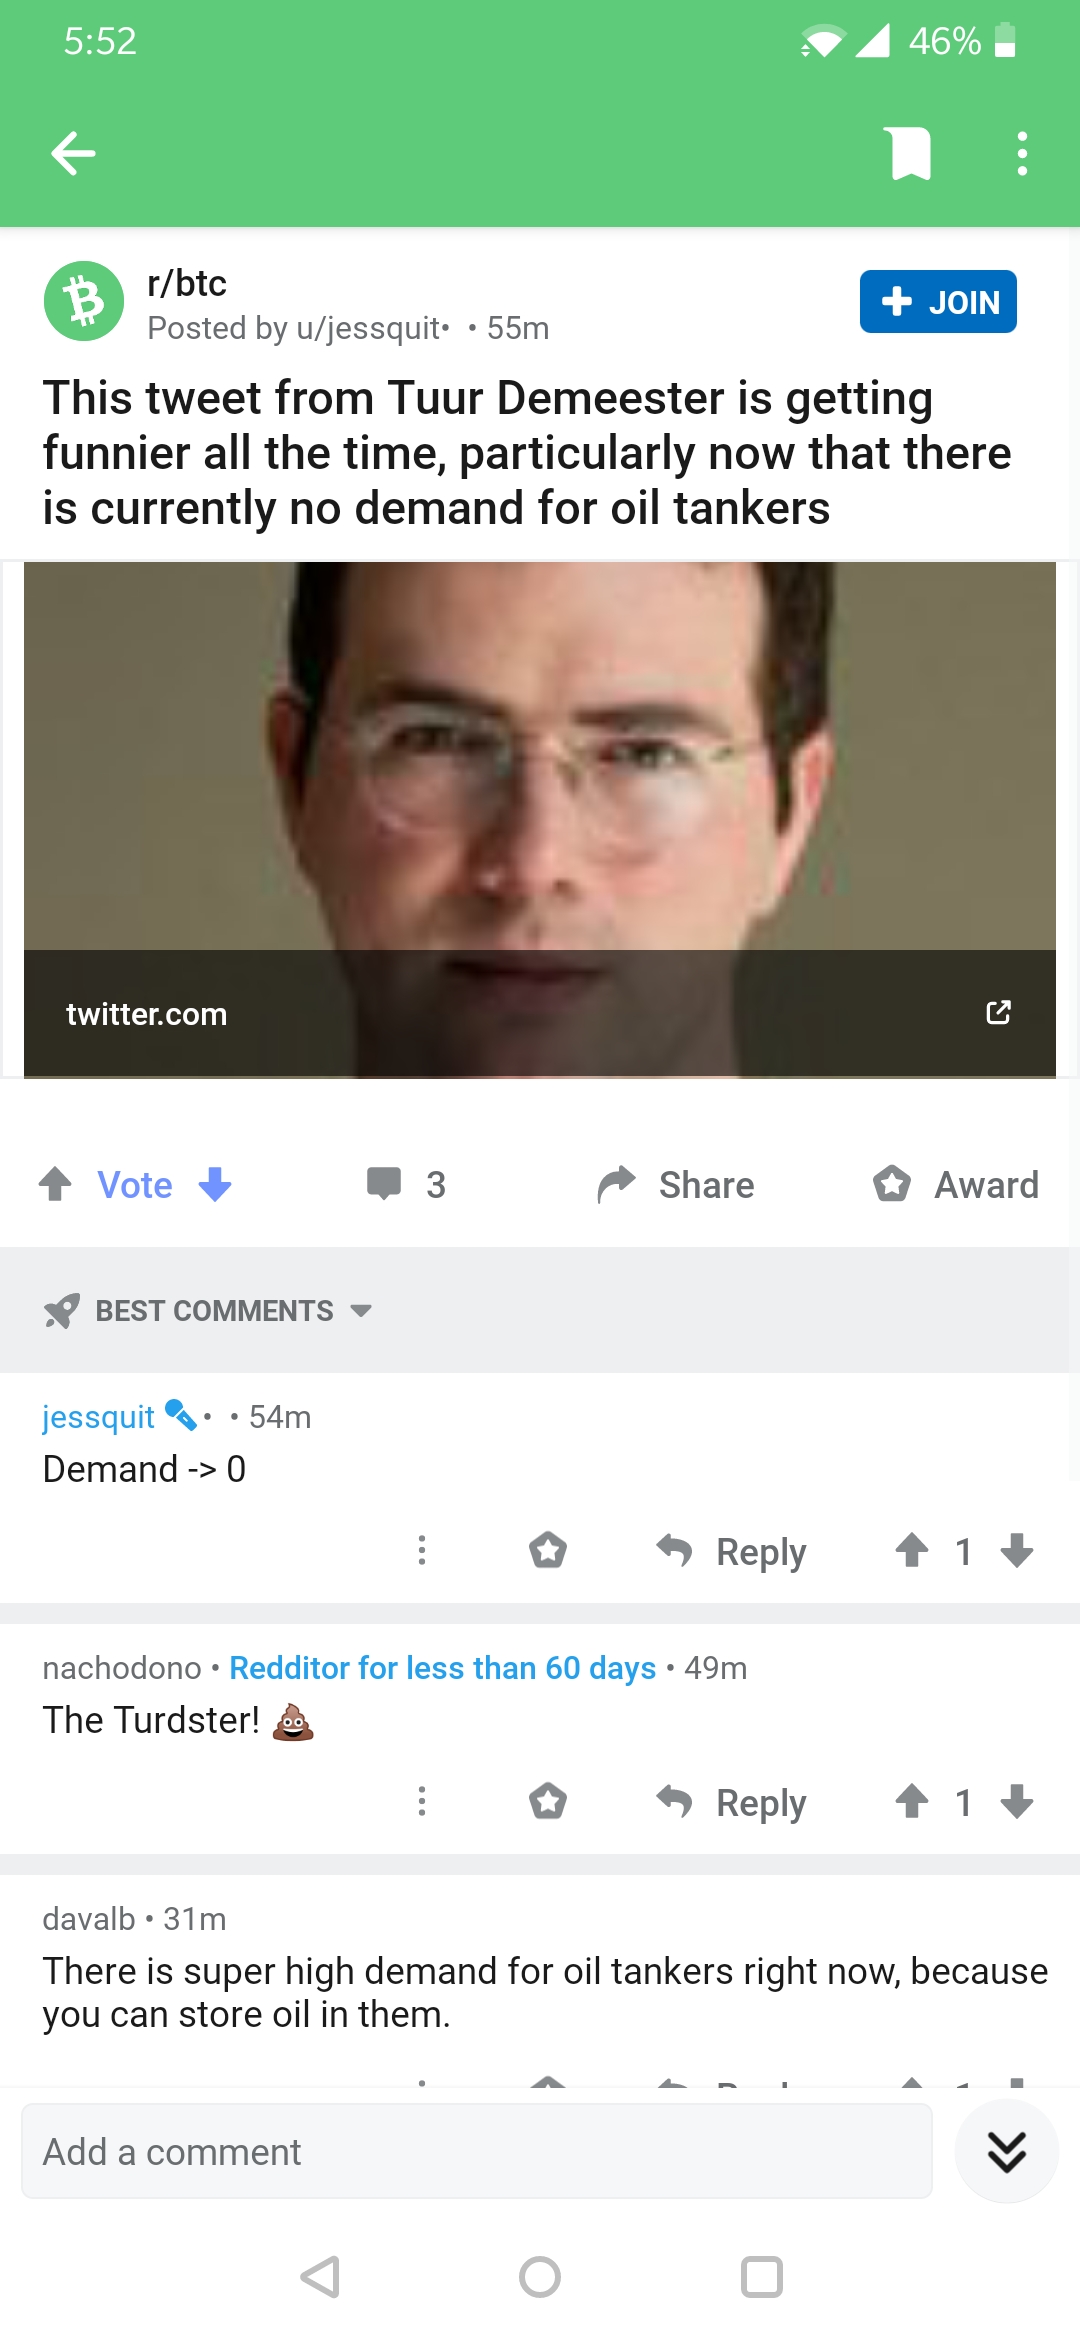 5:52
46%
r/btc
Posted by u/jessquit• • 55m
JOIN
This tweet from Tuur Demeester is getting
funnier all the time, particularly now that there
is currently no demand for oil tankers
twitter.com
Vote
3
Share
Award
BEST COMMENTS
jessquit • • 54m
Demand -> 0
Reply
1
nachodono • Redditor for less than 60 days • 49m
The Turdster! 💩
Reply
1
davalb • 31m
There is super high demand for oil tankers right now, because
you can store oil in them.
Add a comment